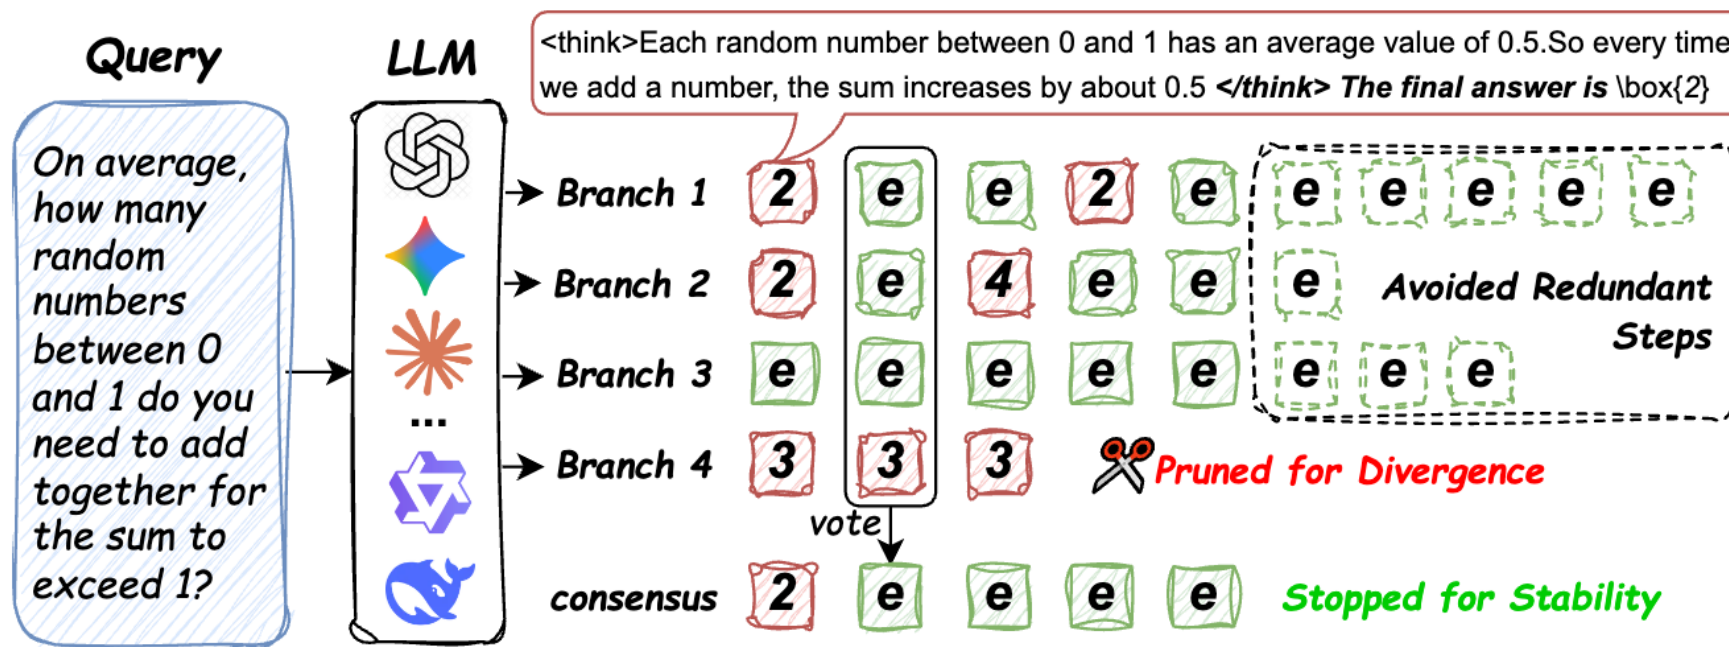 Query
On average,
how many
random
numbers
between 0
and 1 do you
need to add
together for
the sum to
exceed 1?
LLM
...
<think>Each random number between 0 and 1 has an average value of 0.5.So every time
we add a number, the sum increases by about 0.5 </think> The final answer is \box{2}
Branch 1 2 e e 2 e e e e e e
Branch 2 2 e 4 e e e
Avoided Redundant
Steps
Branch 3 e e e e e e e e
Branch 4 3 3 3 Pruned for Divergence
vote
consensus 2 e e e e Stopped for Stability